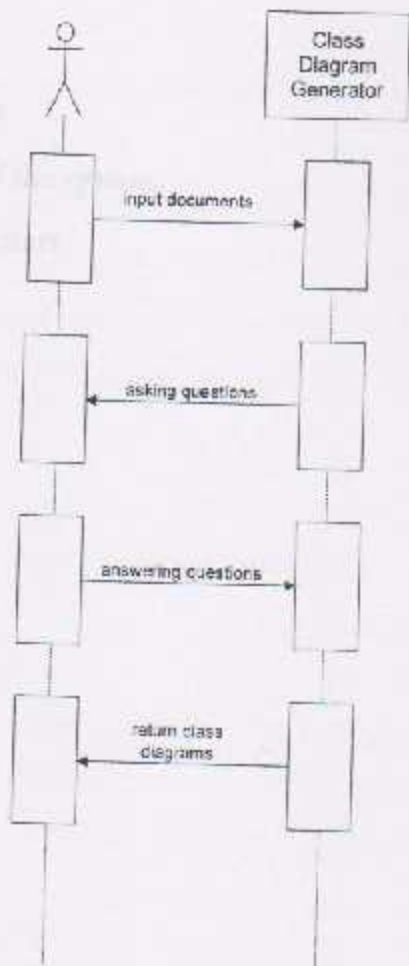 Class
Diagram
Generator
input documents
asking questions
answering questions
return class
diagrams